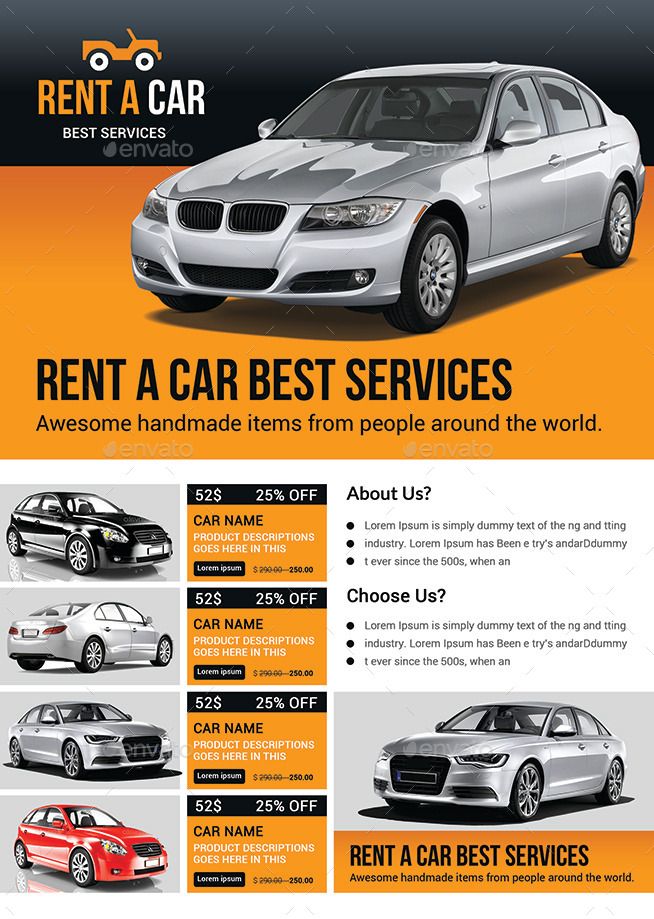 RENT A CAR
BEST SERVICES
envato
envato
RENT A CAR BEST SERVICES
Awesome handmade items from people around the world.
envato
envato
52$ 25% OFF
CAR NAME
PRODUCT DESCRIPTIONS
GOES HERE IN THIS
Lorem ipsum $ 290.00 250.00
52$ 25% OFF
CAR NAME
PRODUCT DESCRIPTIONS
GOES HERE IN THIS
Lorem ipsum $ 290.00 250.00
52$ 25% OFF
CAR NAME
PRODUCT DESCRIPTIONS
GOES HERE IN THIS
Lorem ipsum $ 290.00 250.00
52$ 25% OFF
CAR NAME
PRODUCT DESCRIPTIONS
GOES HERE IN THIS
Lorem ipsum $ 290.00 250.00
About Us?
Lorem Ipsum is simply dummy text of the ng and tting
industry. Lorem Ipsum has Been e try's andarDdummy
t ever since the 500s, when an
Choose Us?
Lorem Ipsum is simply dummy text of the ng and tting
industry. Lorem Ipsum has Been e try's andarDdummy
t ever since the 500s, when an
envato
envato
RENT A CAR BEST SERVICES
Awesome handmade items from people around the world.